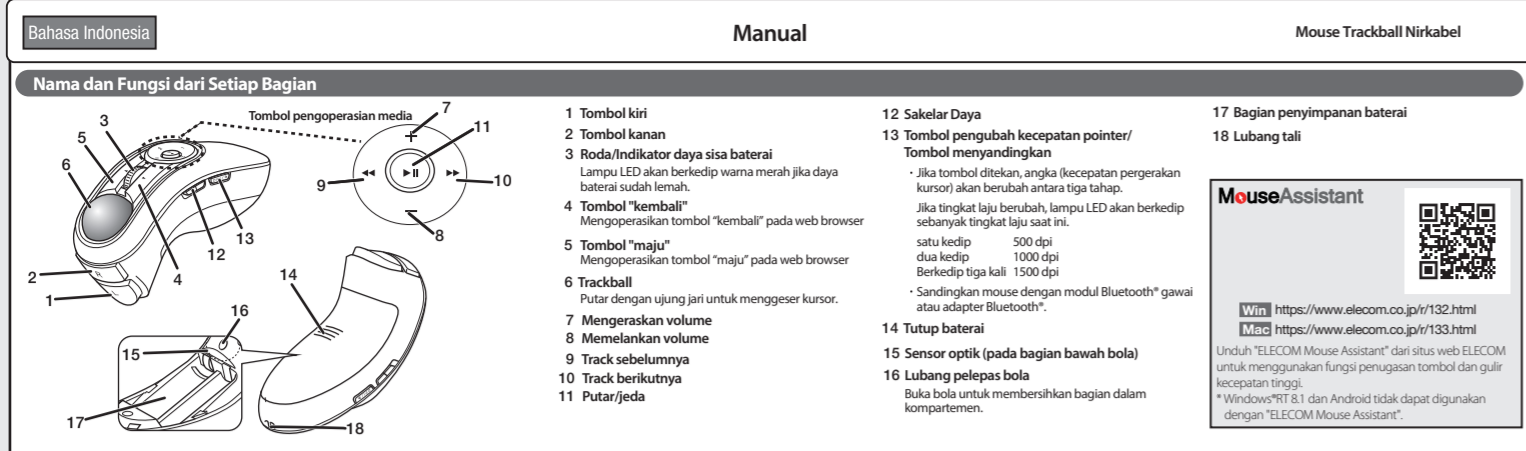 Bahasa Indonesia
Manual
Mouse Trackball Nirkabel
Nama dan Fungsi dari Setiap Bagian
Tombol pengoperasian media
3
5
6
2
1
4
12
13
7
11
9
10
8
14
16
15
17
18
R
L
1 Tombol kiri
2 Tombol kanan
3 Roda/Indikator daya sisa baterai
Lampu LED akan berkedip warna merah jika daya
baterai sudah lemah.
4 Tombol "kembali"
Mengoperasikan tombol “kembali” pada web browser
5 Tombol "maju"
Mengoperasikan tombol “maju” pada web browser
6 Trackball
Putar dengan ujung jari untuk menggeser kursor.
7 Mengeraskan volume
8 Memelankan volume
9 Track sebelumnya
10 Track berikutnya
11 Putar/jeda
12 Sakelar Daya
13 Tombol pengubah kecepatan pointer/
Tombol menyandingkan
・Jika tombol ditekan, angka (kecepatan pergerakan
kursor) akan berubah antara tiga tahap.
Jika tingkat laju berubah, lampu LED akan berkedip
sebanyak tingkat laju saat ini.
satu kedip 500 dpi
dua kedip 1000 dpi
Berkedip tiga kali 1500 dpi
・Sandingkan mouse dengan modul Bluetooth® gawai
atau adapter Bluetooth®.
14 Tutup baterai
15 Sensor optik (pada bagian bawah bola)
16 Lubang pelepas bola
Buka bola untuk membersihkan bagian dalam
kompartemen.
17 Bagian penyimpanan baterai
18 Lubang tali
MouseAssistant
Win https://www.elecom.co.jp/r/132.html
Mac https://www.elecom.co.jp/r/133.html
Unduh "ELECOM Mouse Assistant" dari situs web ELECOM
untuk menggunakan fungsi penugasan tombol dan gulir
kecepatan tinggi.
* Windows®RT 8.1 dan Android tidak dapat digunakan
dengan "ELECOM Mouse Assistant".